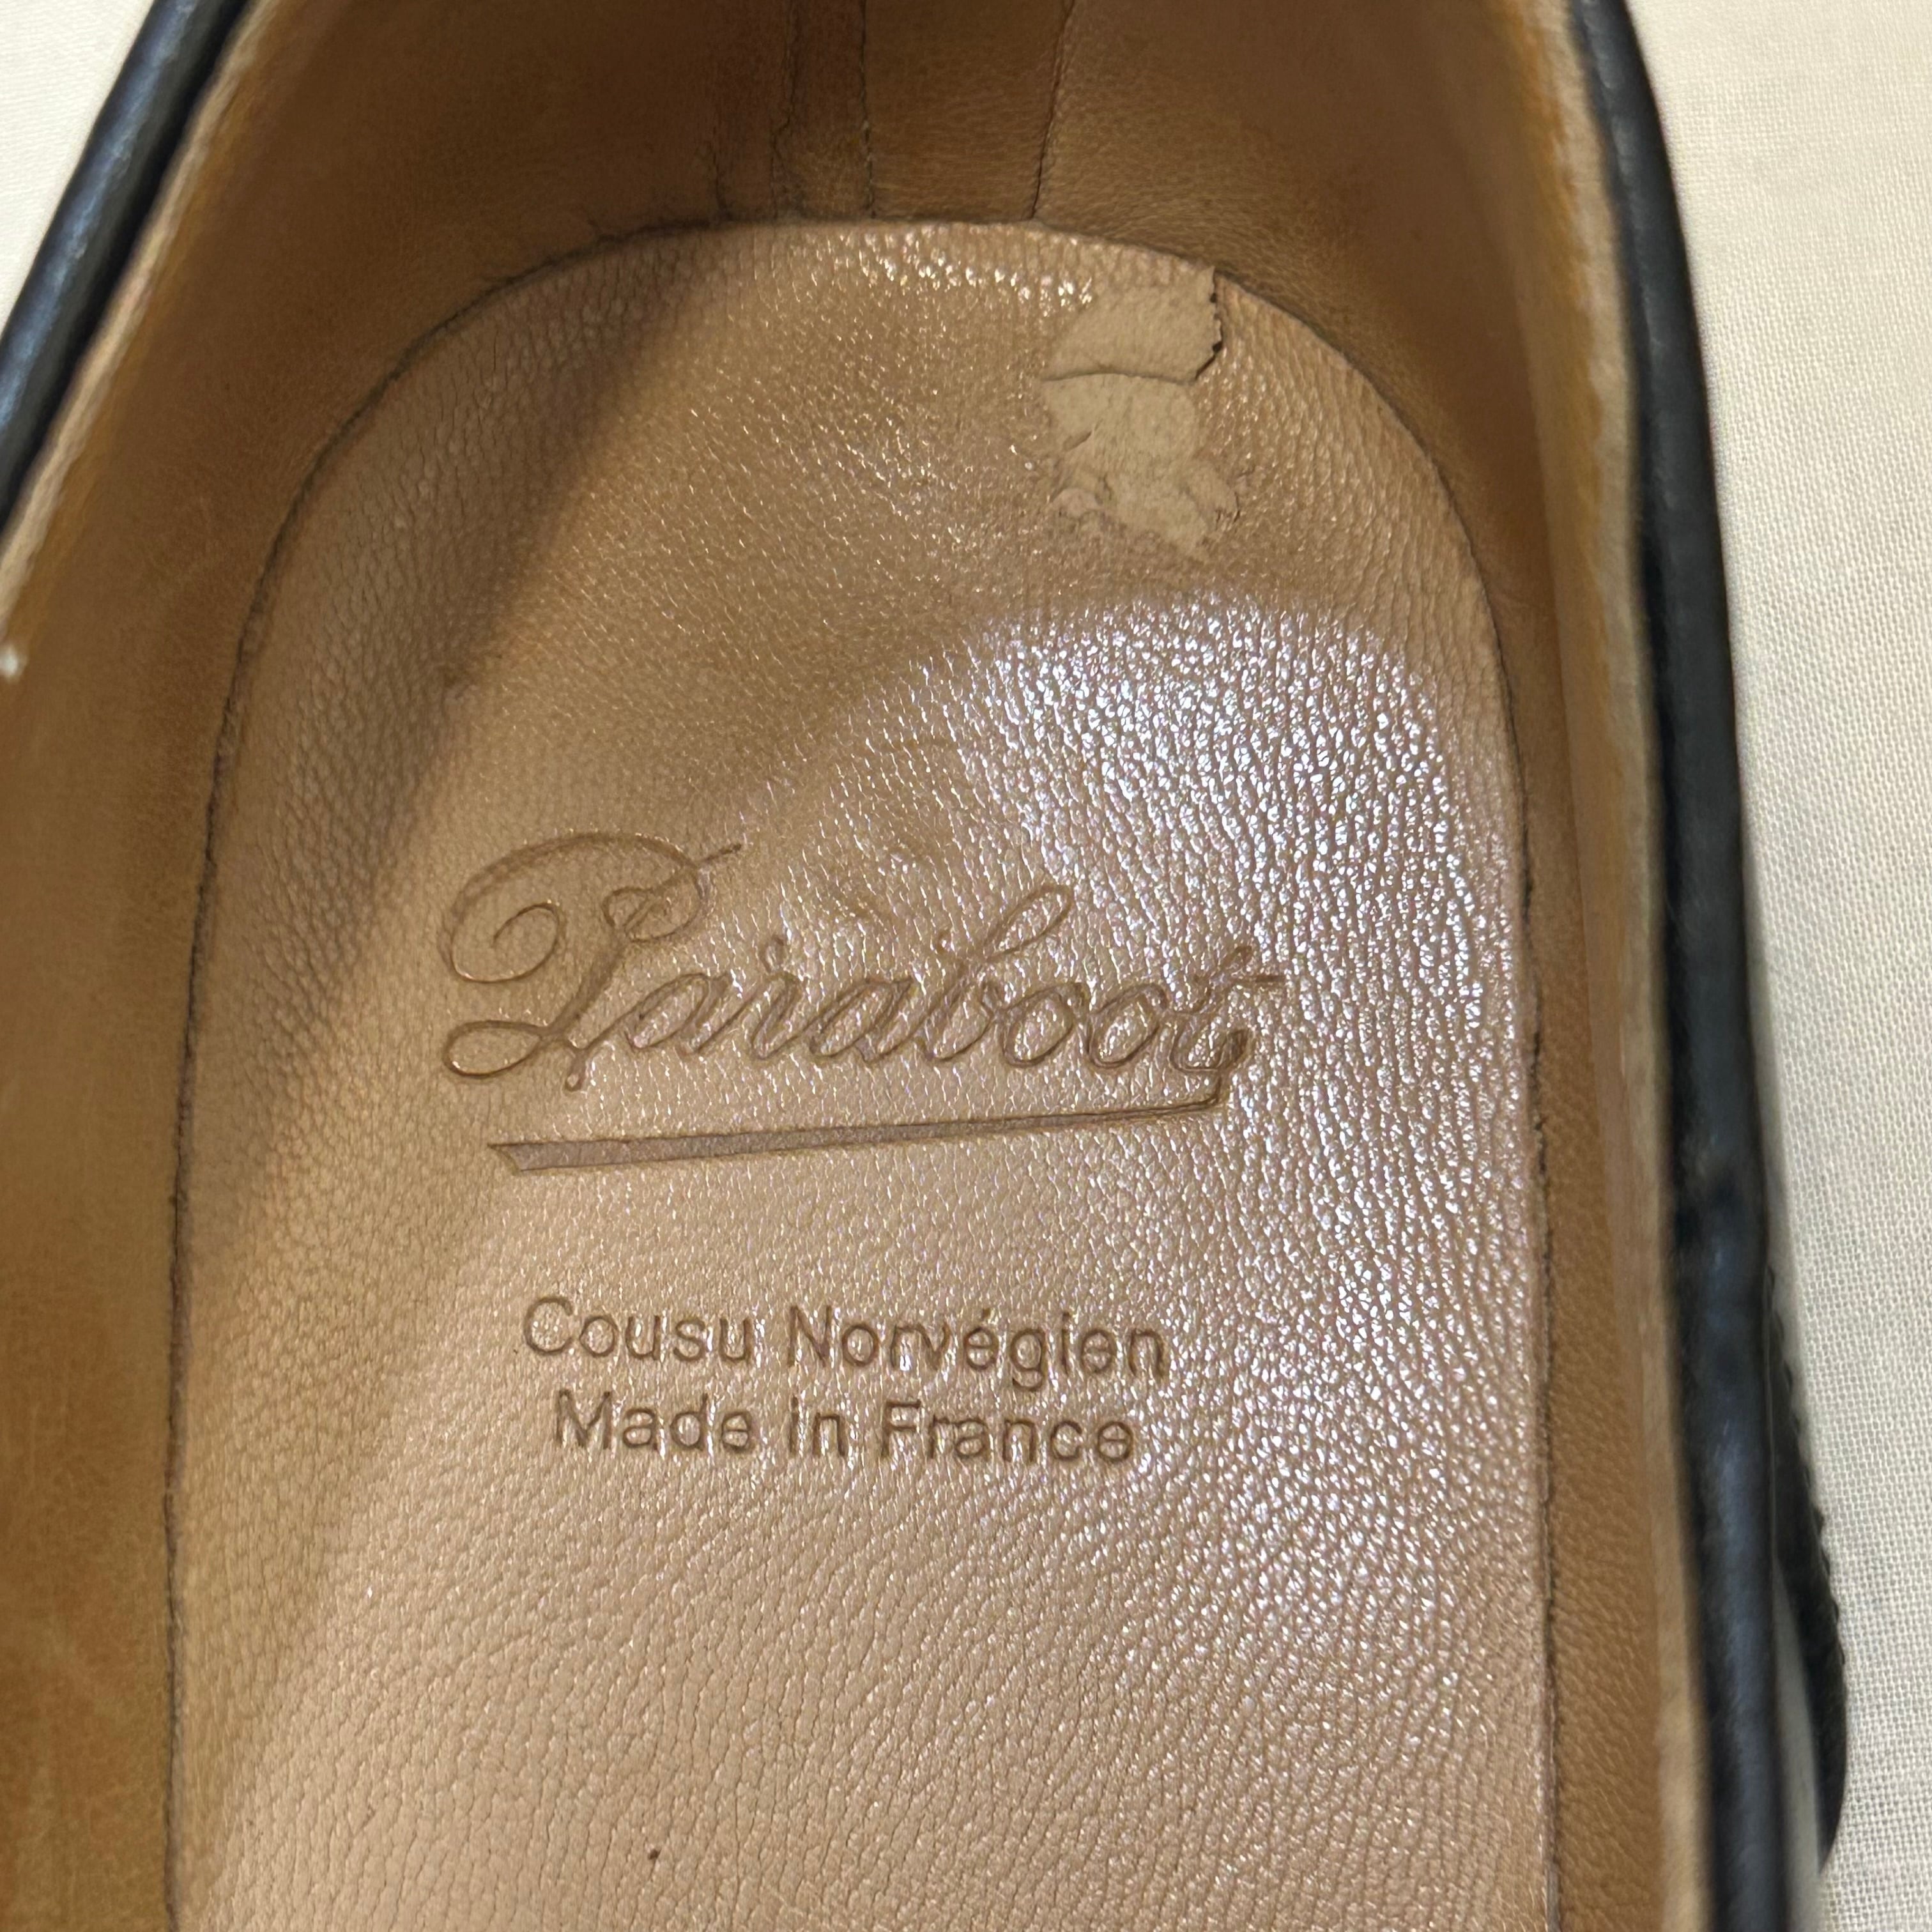 Paraboot
Cousu Norvégien
Made in France